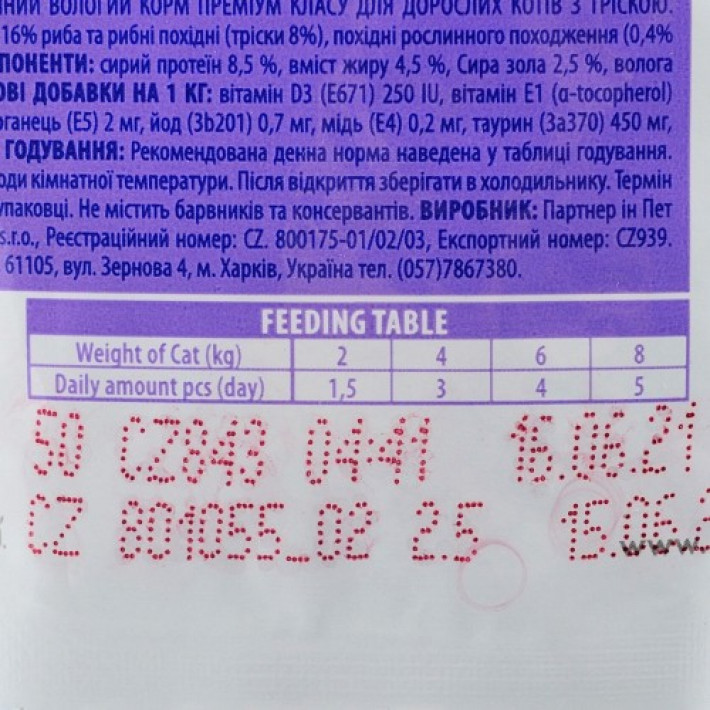 НИЙ ВОЛОГИЙ КОРМ ПРЕМІУМ КЛАСУ ДЛЯ ДОРОСЛИХ КОТІВ З ТРІСКОЮ.
16% риба та рибні похідні (тріски 8%), похідні рослинного походження (0,4%
ПОНЕНТИ: сирий протеїн 8,5 %, вміст жиру 4,5 %, Сира зола 2,5 %, волога
ОВІ ДОБАВКИ НА 1 КГ: вітамін D3 (E671) 250 IU, вітамін E1 (α-tocopherol)
рганець (E5) 2 мг, йод (3b201) 0,7 мг, мідь (E4) 0,2 мг, таурин (3a370) 450 мг,
ГОДУВАННЯ: Рекомендована денна норма наведена у таблиці годування.
оди кімнатної температури. Після відкриття зберігати в холодильнику. Термін
упаковці. Не містить барвників та консервантів. ВИРОБНИК: Партнер ін Пет
s.r.o., Реєстраційний номер: CZ. 800175-01/02/03, Експортний номер: CZ939.
61105, вул. Зернова 4, м. Харків, Україна тел. (057)7867380.
FEEDING TABLE
Weight of Cat (kg) 2 4 6 8
Daily amount pcs (day) 1,5 3 4 5
50 CZ843 04:41 16.06.21
CZ 801055_02 2.5 15.06.2
www.